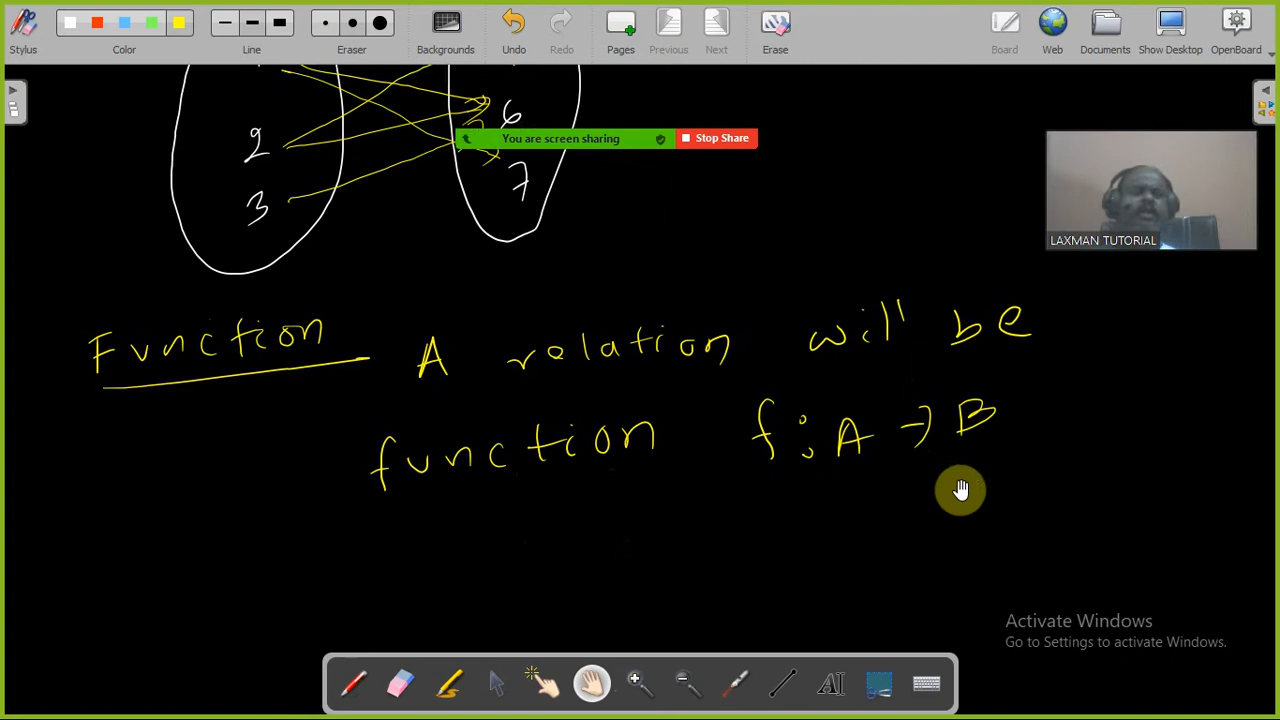 Stylus Color Line Eraser Backgrounds Undo Redo Pages Previous Next Erase Board Web Documents Show Desktop OpenBoard
6
You are screen sharing Stop Share
2
7
3
LAXMAN TUTORIAL
Function A relation will be
function f : A → B
Activate Windows
Go to Settings to activate Windows.
AI